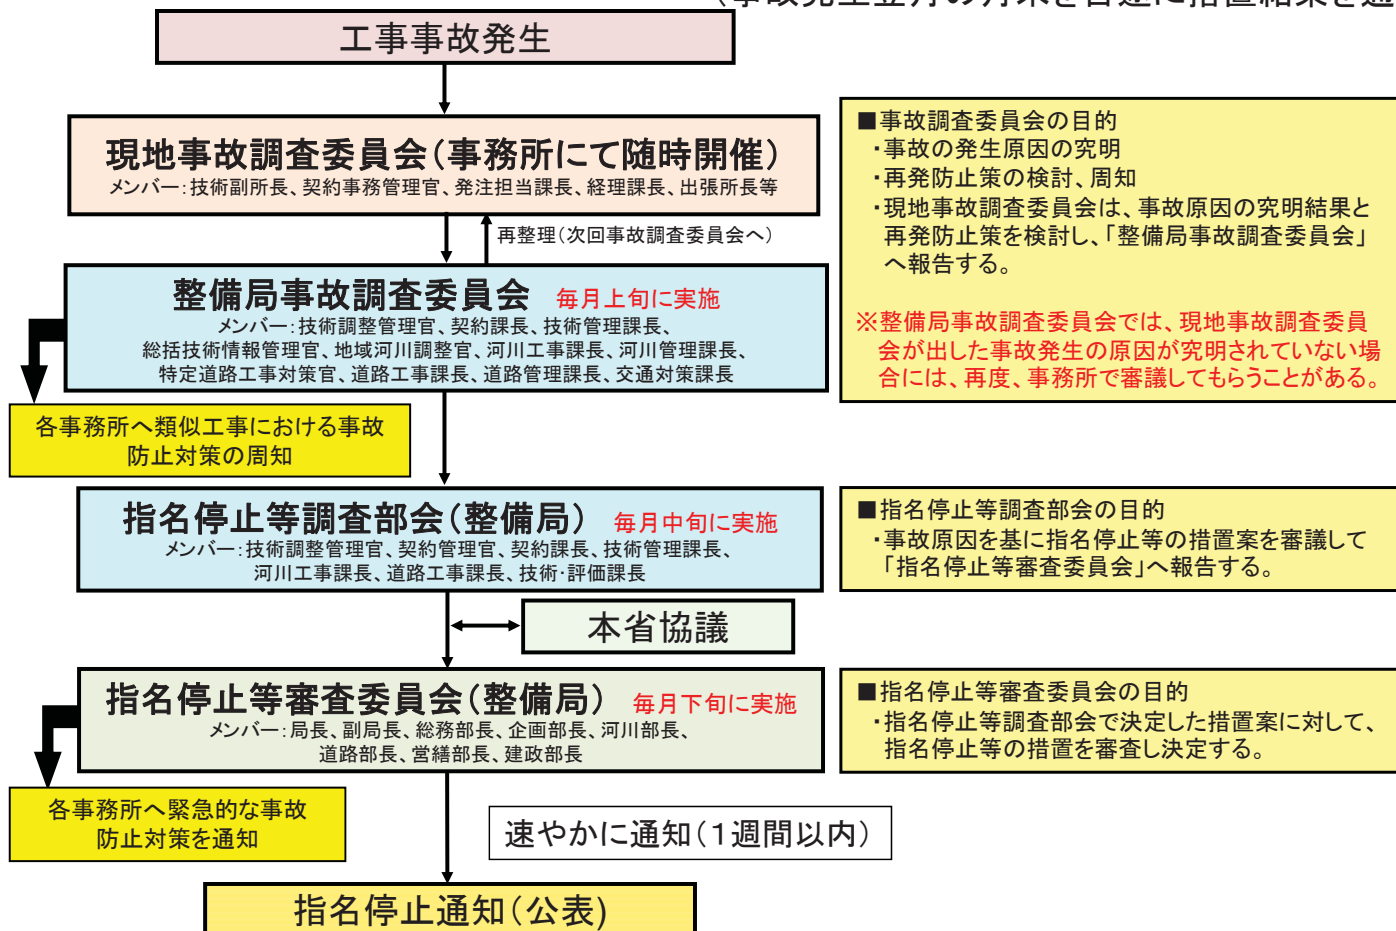 (事故発生翌月の月末を目途に措置結果を通
工事事故発生
現地事故調査委員会(事務所にて随時開催)
メンバー:技術副所長、契約事務管理官、発注担当課長、経理課長、出張所長等
■事故調査委員会の目的
・事故の発生原因の究明
・再発防止策の検討、周知
・現地事故調査委員会は、事故原因の究明結果と
再発防止策を検討し、「整備局事故調査委員会」
へ報告する。
※整備局事故調査委員会では、現地事故調査委員
会が出した事故発生の原因が究明されていない場
合には、再度、事務所で審議してもらうことがある。
再整理(次回事故調査委員会へ)
整備局事故調査委員会 毎月上旬に実施
メンバー:技術調整管理官、契約課長、技術管理課長、
総括技術情報管理官、地域河川調整官、河川工事課長、河川管理課長、
特定道路工事対策官、道路工事課長、道路管理課長、交通対策課長
各事務所へ類似工事における事故
防止対策の周知
指名停止等調査部会(整備局) 毎月中旬に実施
メンバー:技術調整管理官、契約管理官、契約課長、技術管理課長、
河川工事課長、道路工事課長、技術・評価課長
■指名停止等調査部会の目的
・事故原因を基に指名停止等の措置案を審議して
「指名停止等審査委員会」へ報告する。
本省協議
指名停止等審査委員会(整備局) 毎月下旬に実施
メンバー:局長、副局長、総務部長、企画部長、河川部長、
道路部長、営繕部長、建政部長
■指名停止等審査委員会の目的
・指名停止等調査部会で決定した措置案に対して、
指名停止等の措置を審査し決定する。
各事務所へ緊急的な事故
防止対策を通知
速やかに通知(1週間以内)
指名停止通知(公表)